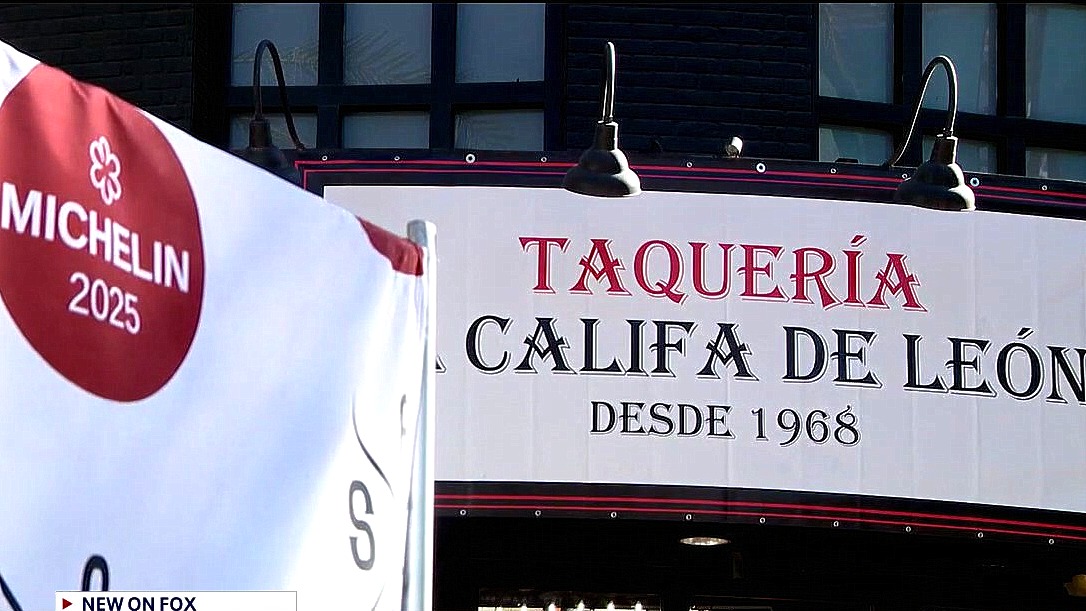 MICHELIN
2025
S
TAQUERÍA
CALIFA DE LEÓN
DESDE 1968
NEW ON FOX